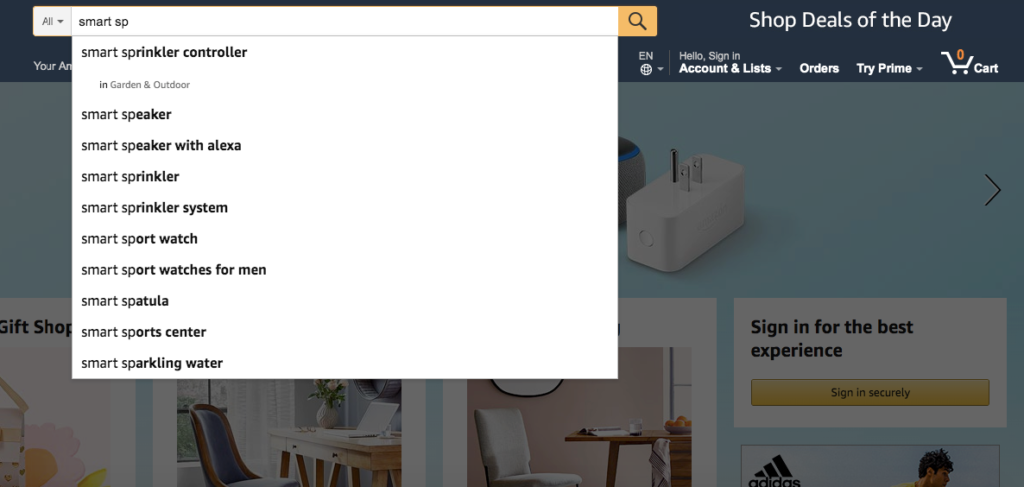 All
smart sp
Shop Deals of the Day
Your Am
EN
Hello, Sign in
Account & Lists
Orders
Try Prime
0
Cart
smart sprinkler controller
in Garden & Outdoor
smart speaker
smart speaker with alexa
smart sprinkler
smart sprinkler system
smart sport watch
smart sport watches for men
smart spatula
smart sports center
smart sparkling water
Gift Shop
Sign in for the best
experience
Sign in securely
adidas